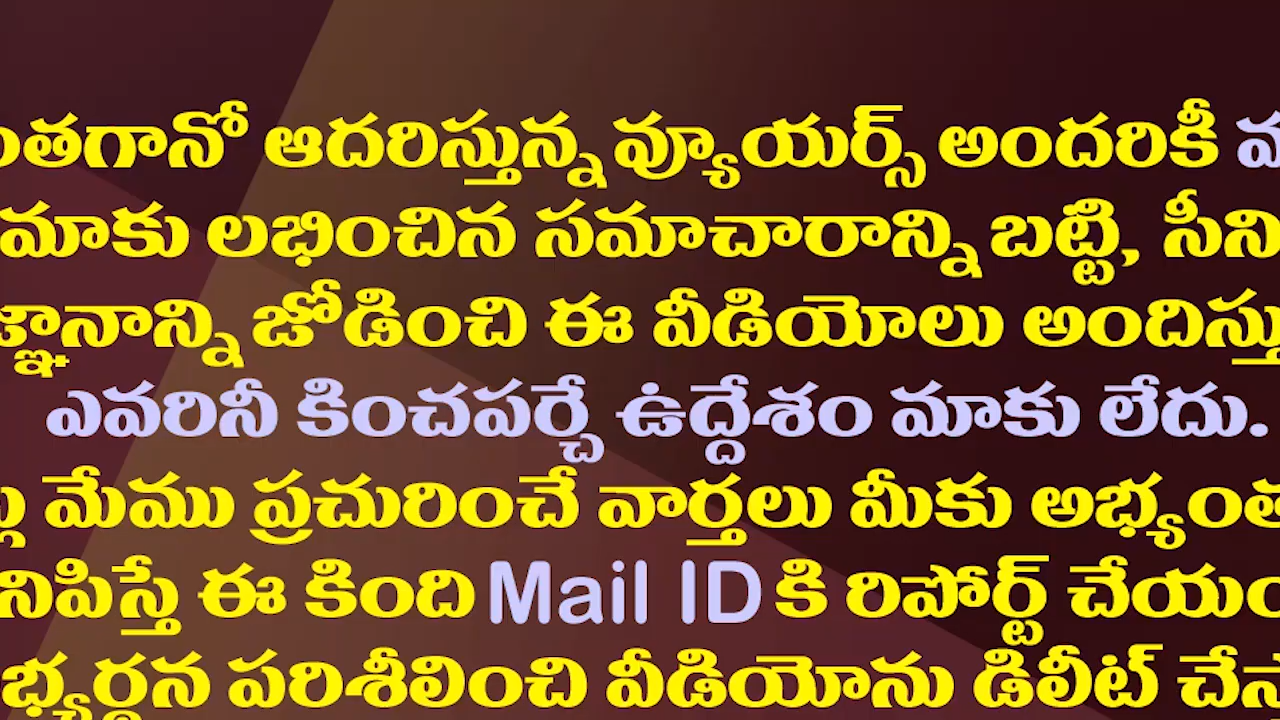 ఆదరిస్తున్న వ్యూయర్స్ అందరికీ
మాకు లభించిన సమాచారాన్ని బట్టి,
జోడించి ఈ వీడియోలు
ఎవరినీ కించపర్చే ఉద్దేశం మాకు లేదు.
మేము ప్రచురించే వార్తలు మీకు
ఈ కింది Mail ID కి రిపోర్ట్
పరిశీలించి వీడియోను డిలీట్